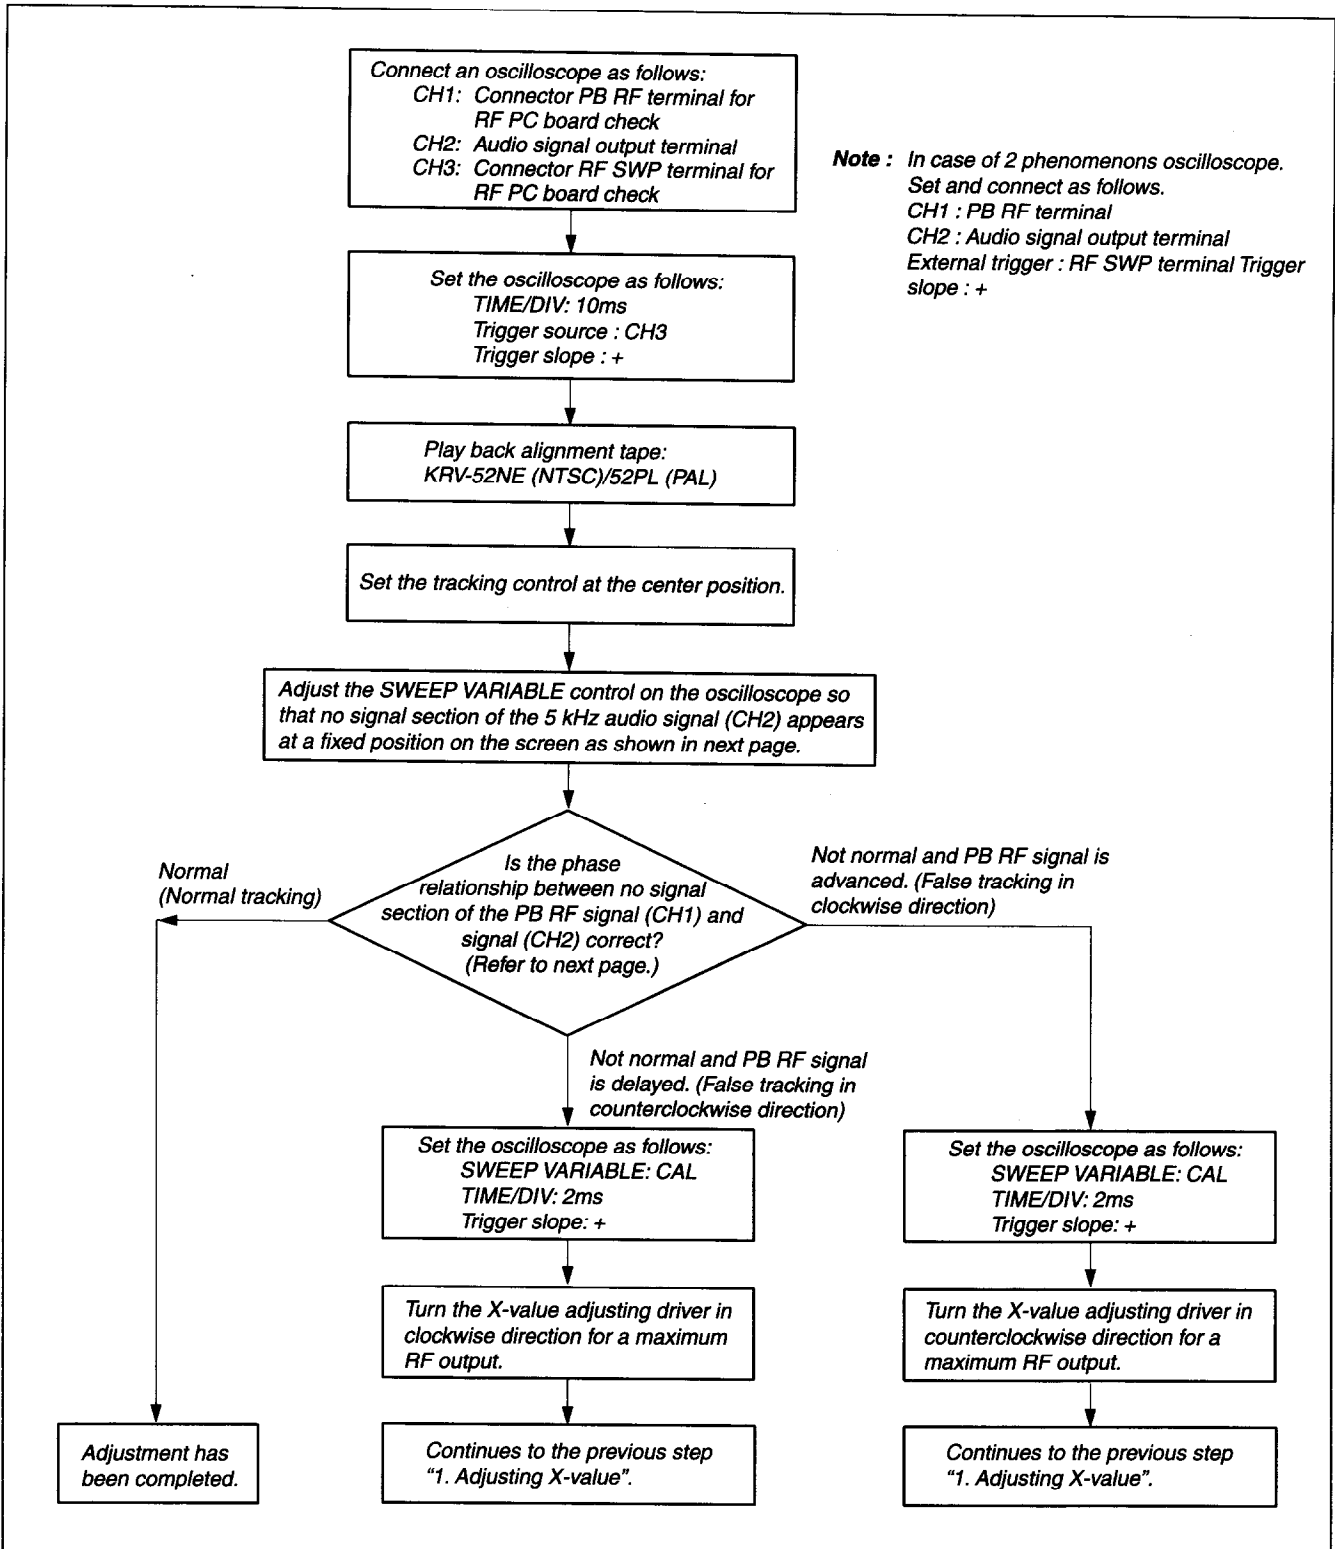 Connect an oscilloscope as follows:
CH1: Connector PB RF terminal for
RF PC board check
CH2: Audio signal output terminal
CH3: Connector RF SWP terminal for
RF PC board check
Note : In case of 2 phenomenons oscilloscope.
Set and connect as follows.
CH1 : PB RF terminal
CH2 : Audio signal output terminal
External trigger : RF SWP terminal Trigger
slope : +
Set the oscilloscope as follows:
TIME/DIV: 10ms
Trigger source : CH3
Trigger slope : +
Play back alignment tape:
KRV-52NE (NTSC)/52PL (PAL)
Set the tracking control at the center position.
Adjust the SWEEP VARIABLE control on the oscilloscope so
that no signal section of the 5 kHz audio signal (CH2) appears
at a fixed position on the screen as shown in next page.
Is the phase
relationship between no signal
section of the PB RF signal (CH1) and
signal (CH2) correct?
(Refer to next page.)
Normal
(Normal tracking)
Not normal and PB RF signal is
advanced. (False tracking in
clockwise direction)
Not normal and PB RF signal
is delayed. (False tracking in
counterclockwise direction)
Set the oscilloscope as follows:
SWEEP VARIABLE: CAL
TIME/DIV: 2ms
Trigger slope: +
Set the oscilloscope as follows:
SWEEP VARIABLE: CAL
TIME/DIV: 2ms
Trigger slope: +
Turn the X-value adjusting driver in
clockwise direction for a maximum
RF output.
Turn the X-value adjusting driver in
counterclockwise direction for a
maximum RF output.
Adjustment has
been completed.
Continues to the previous step
“1. Adjusting X-value”.
Continues to the previous step
“1. Adjusting X-value”.